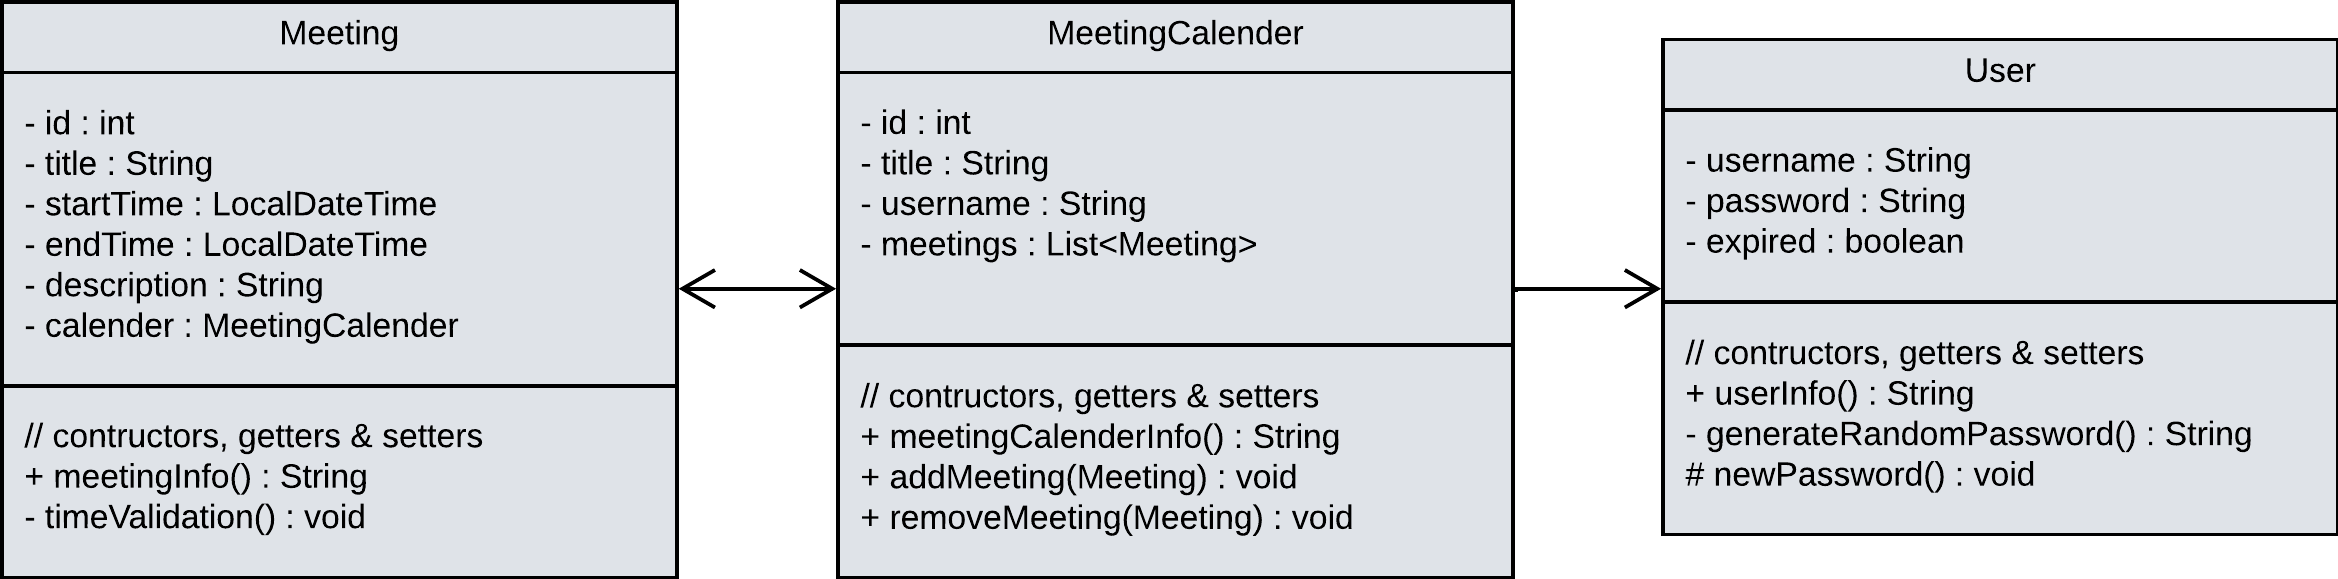 Meeting
- id : int
- title : String
- startTime : LocalDateTime
- endTime : LocalDateTime
- description : String
- calender : MeetingCalender
// contructors, getters & setters
+ meetingInfo() : String
- timeValidation() : void
MeetingCalender
- id : int
- title : String
- username : String
- meetings : List<Meeting>
// contructors, getters & setters
+ meetingCalenderInfo() : String
+ addMeeting(Meeting) : void
+ removeMeeting(Meeting) : void
User
- username : String
- password : String
- expired : boolean
// contructors, getters & setters
+ userInfo() : String
- generateRandomPassword() : String
# newPassword() : void